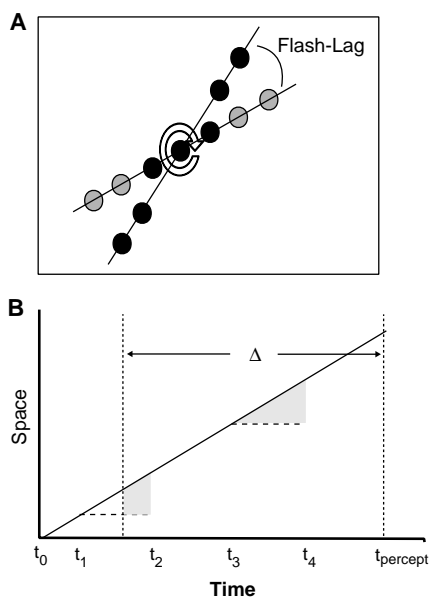 A
Flash-Lag
B
Δ
Space
t0 t1 t2 t3 t4 tpercept
Time